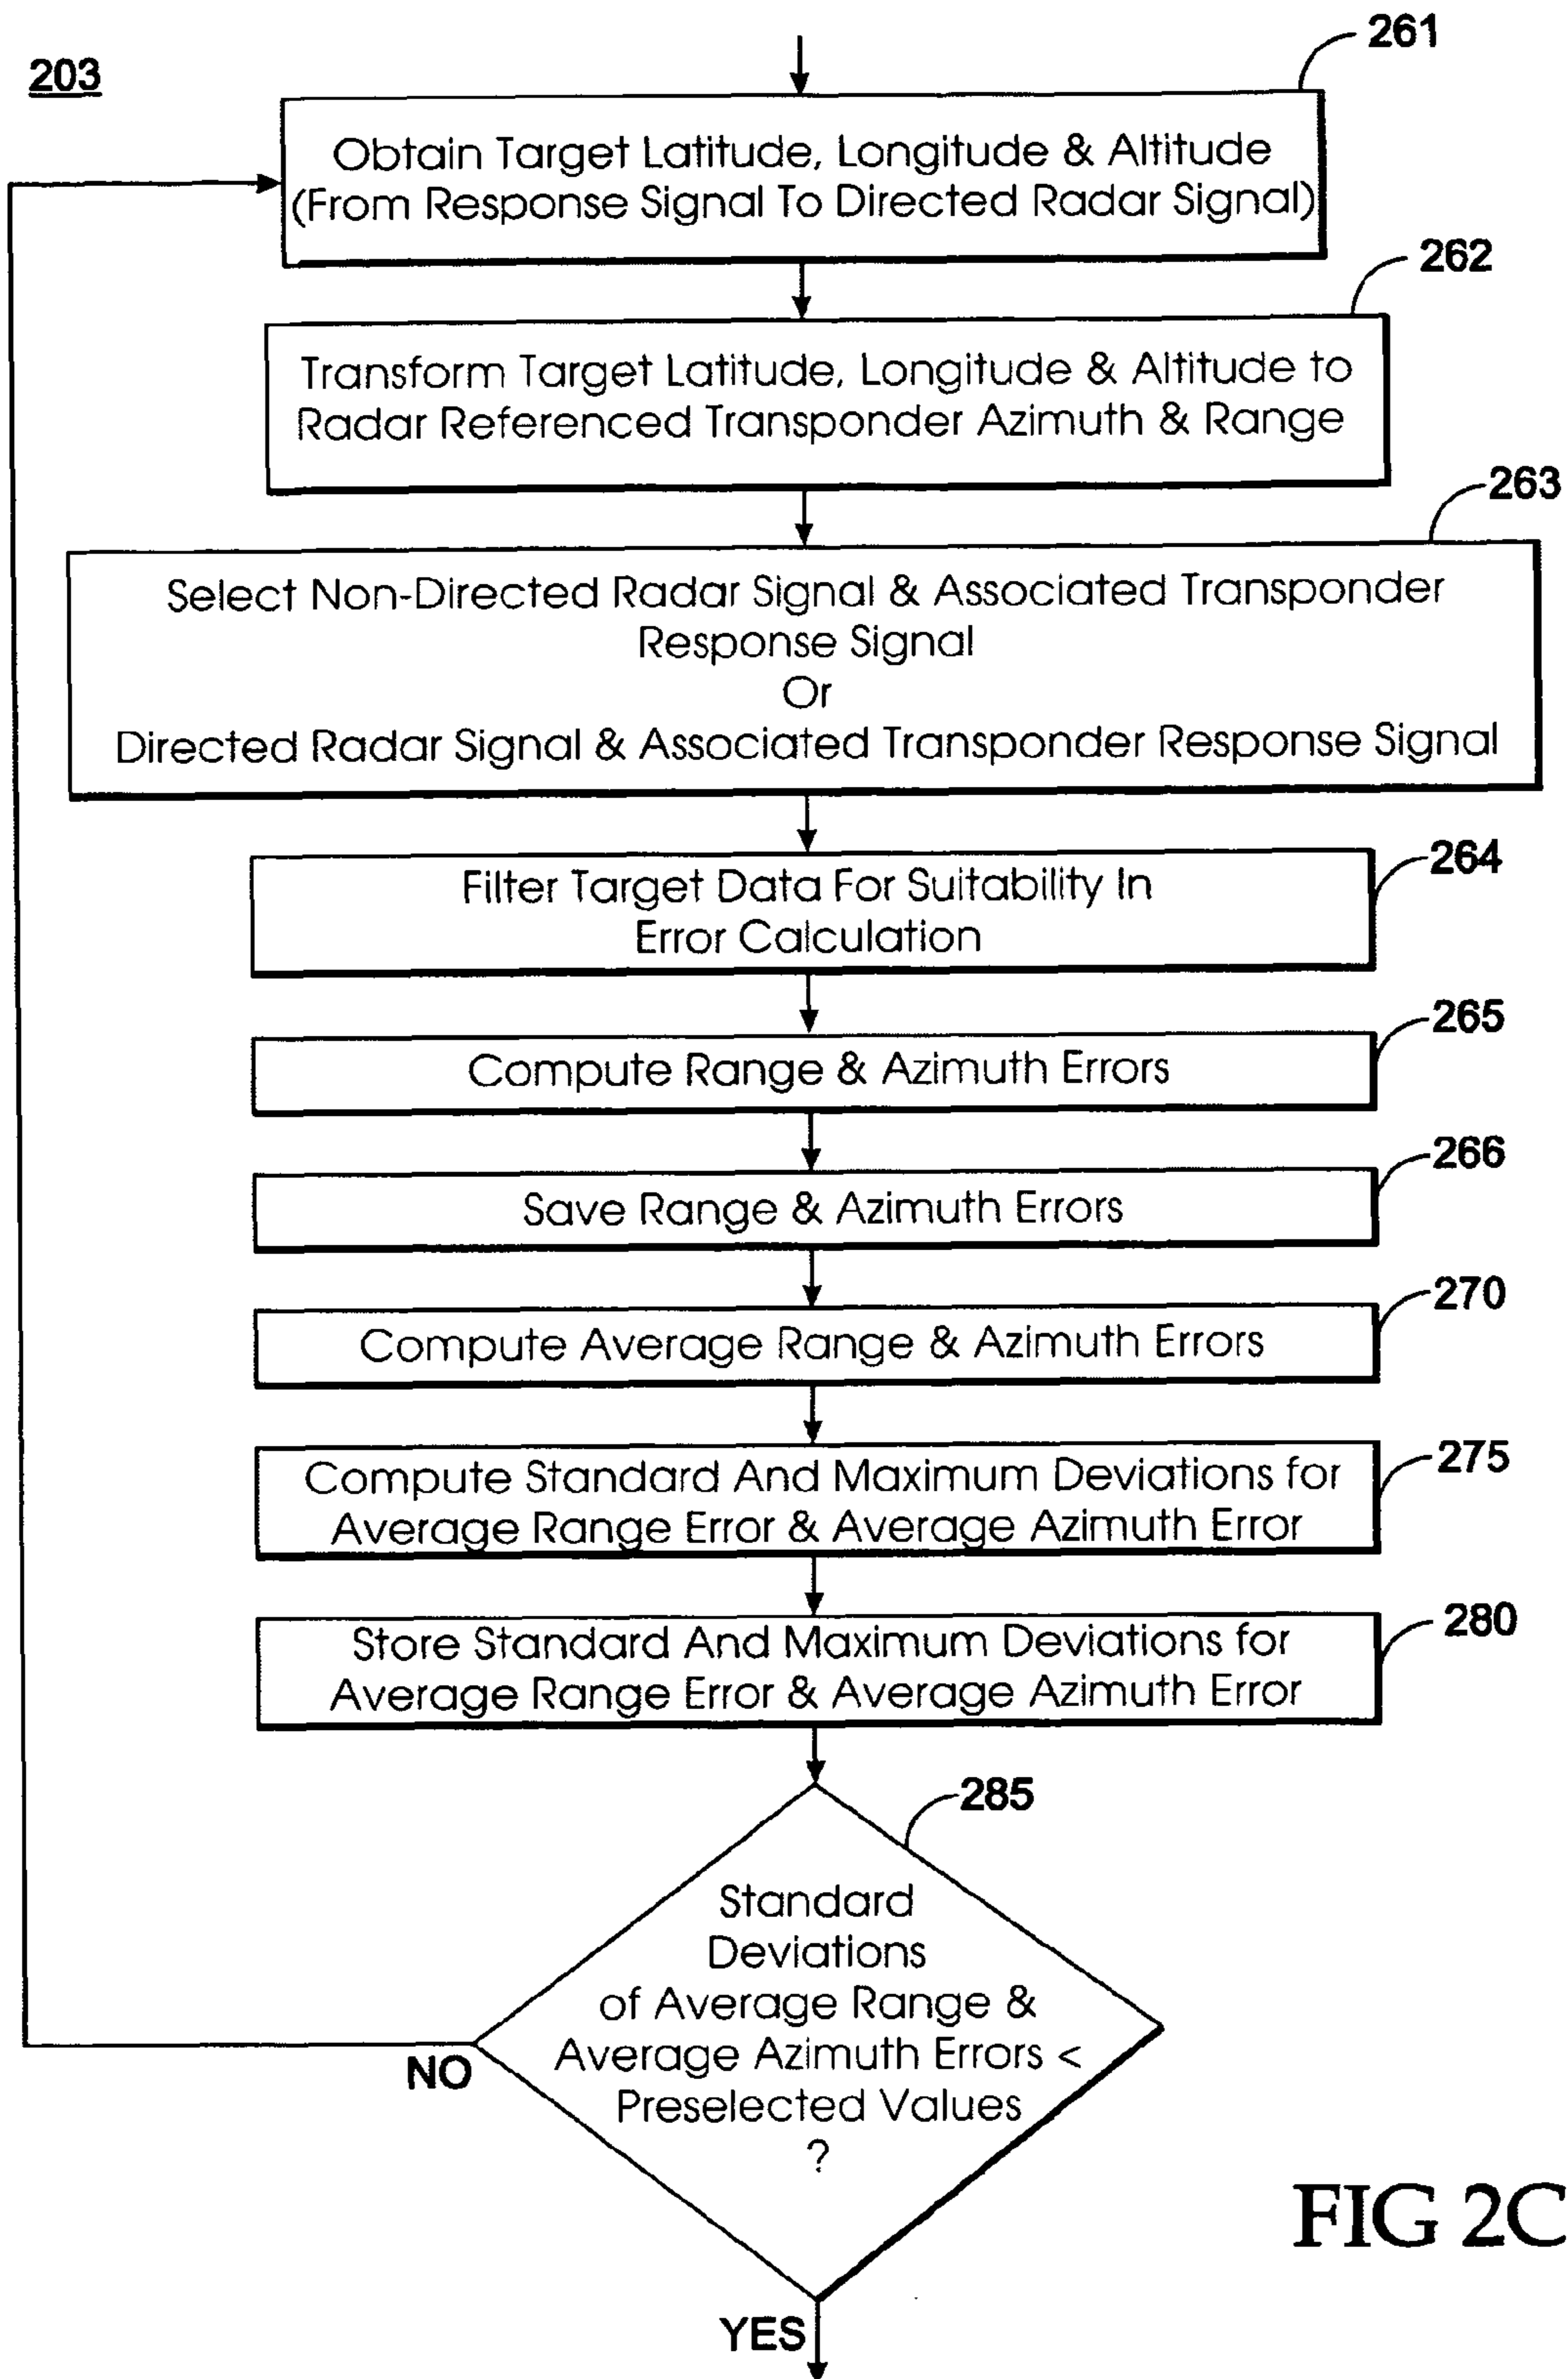 203
261
Obtain Target Latitude, Longitude & Altitude
(From Response Signal To Directed Radar Signal)
262
Transform Target Latitude, Longitude & Altitude to
Radar Referenced Transponder Azimuth & Range
263
Select Non-Directed Radar Signal & Associated Transponder
Response Signal
Or
Directed Radar Signal & Associated Transponder Response Signal
264
Filter Target Data For Suitability In
Error Calculation
265
Compute Range & Azimuth Errors
266
Save Range & Azimuth Errors
270
Compute Average Range & Azimuth Errors
275
Compute Standard And Maximum Deviations for
Average Range Error & Average Azimuth Error
280
Store Standard And Maximum Deviations for
Average Range Error & Average Azimuth Error
285
Standard
Deviations
of Average Range &
Average Azimuth Errors <
Preselected Values
?
NO
YES
FIG 2C